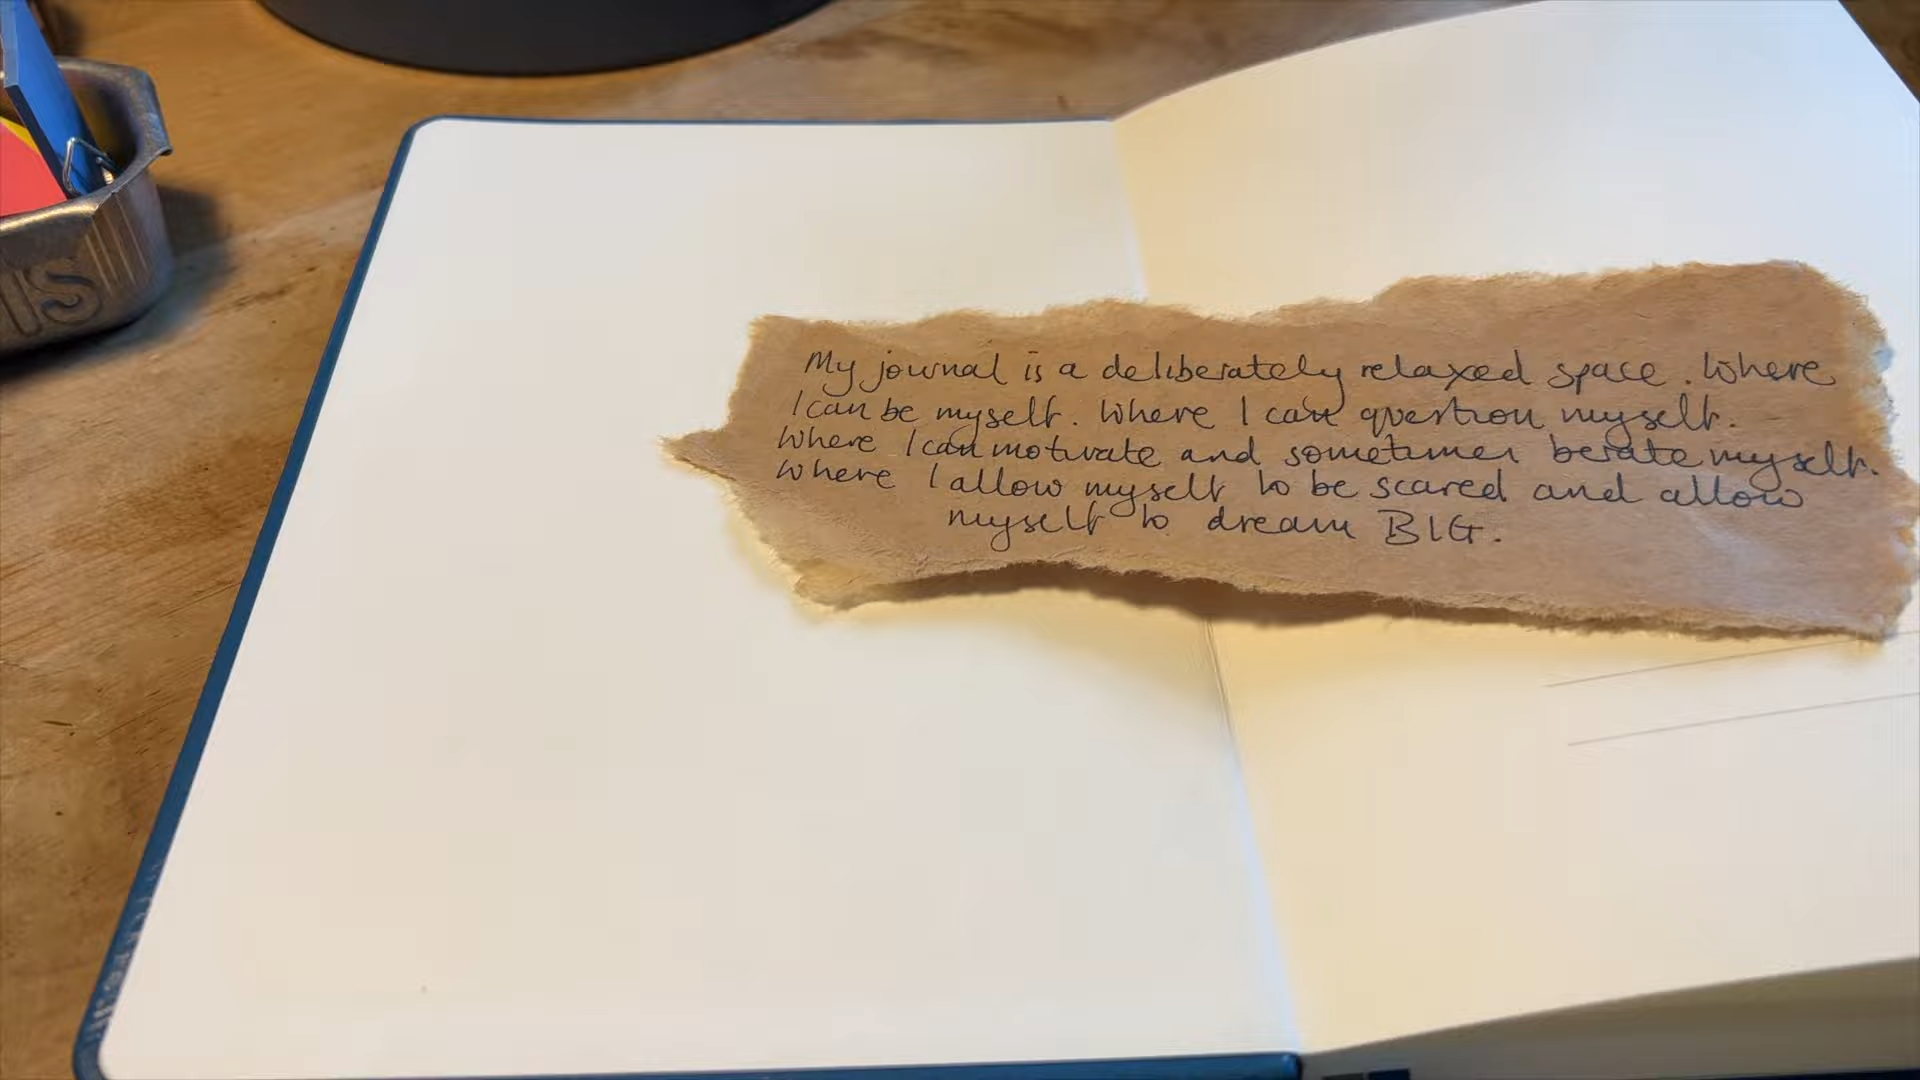 My journal is a deliberately relaxed space. Where
I can be myself. Where I can question myself.
Where I can motivate and sometimes berate myself.
Where I allow myself to be scared and allow
myself to dream BIG.
IS